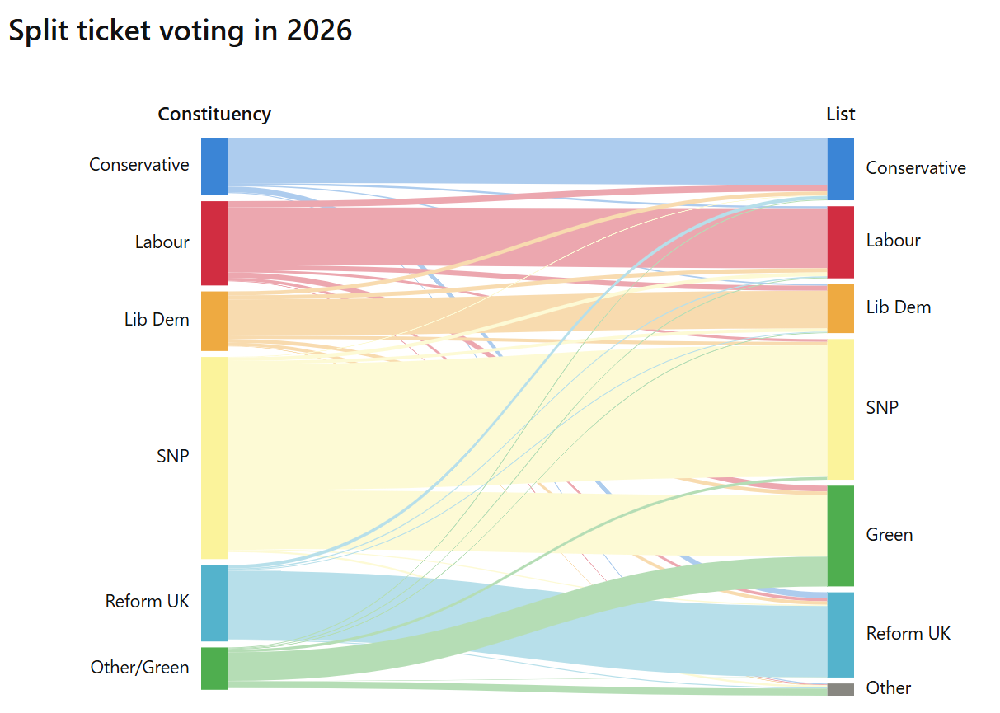 Split ticket voting in 2026
Constituency
List
Conservative
Labour
Lib Dem
SNP
Reform UK
Other/Green
Conservative
Labour
Lib Dem
SNP
Green
Reform UK
Other